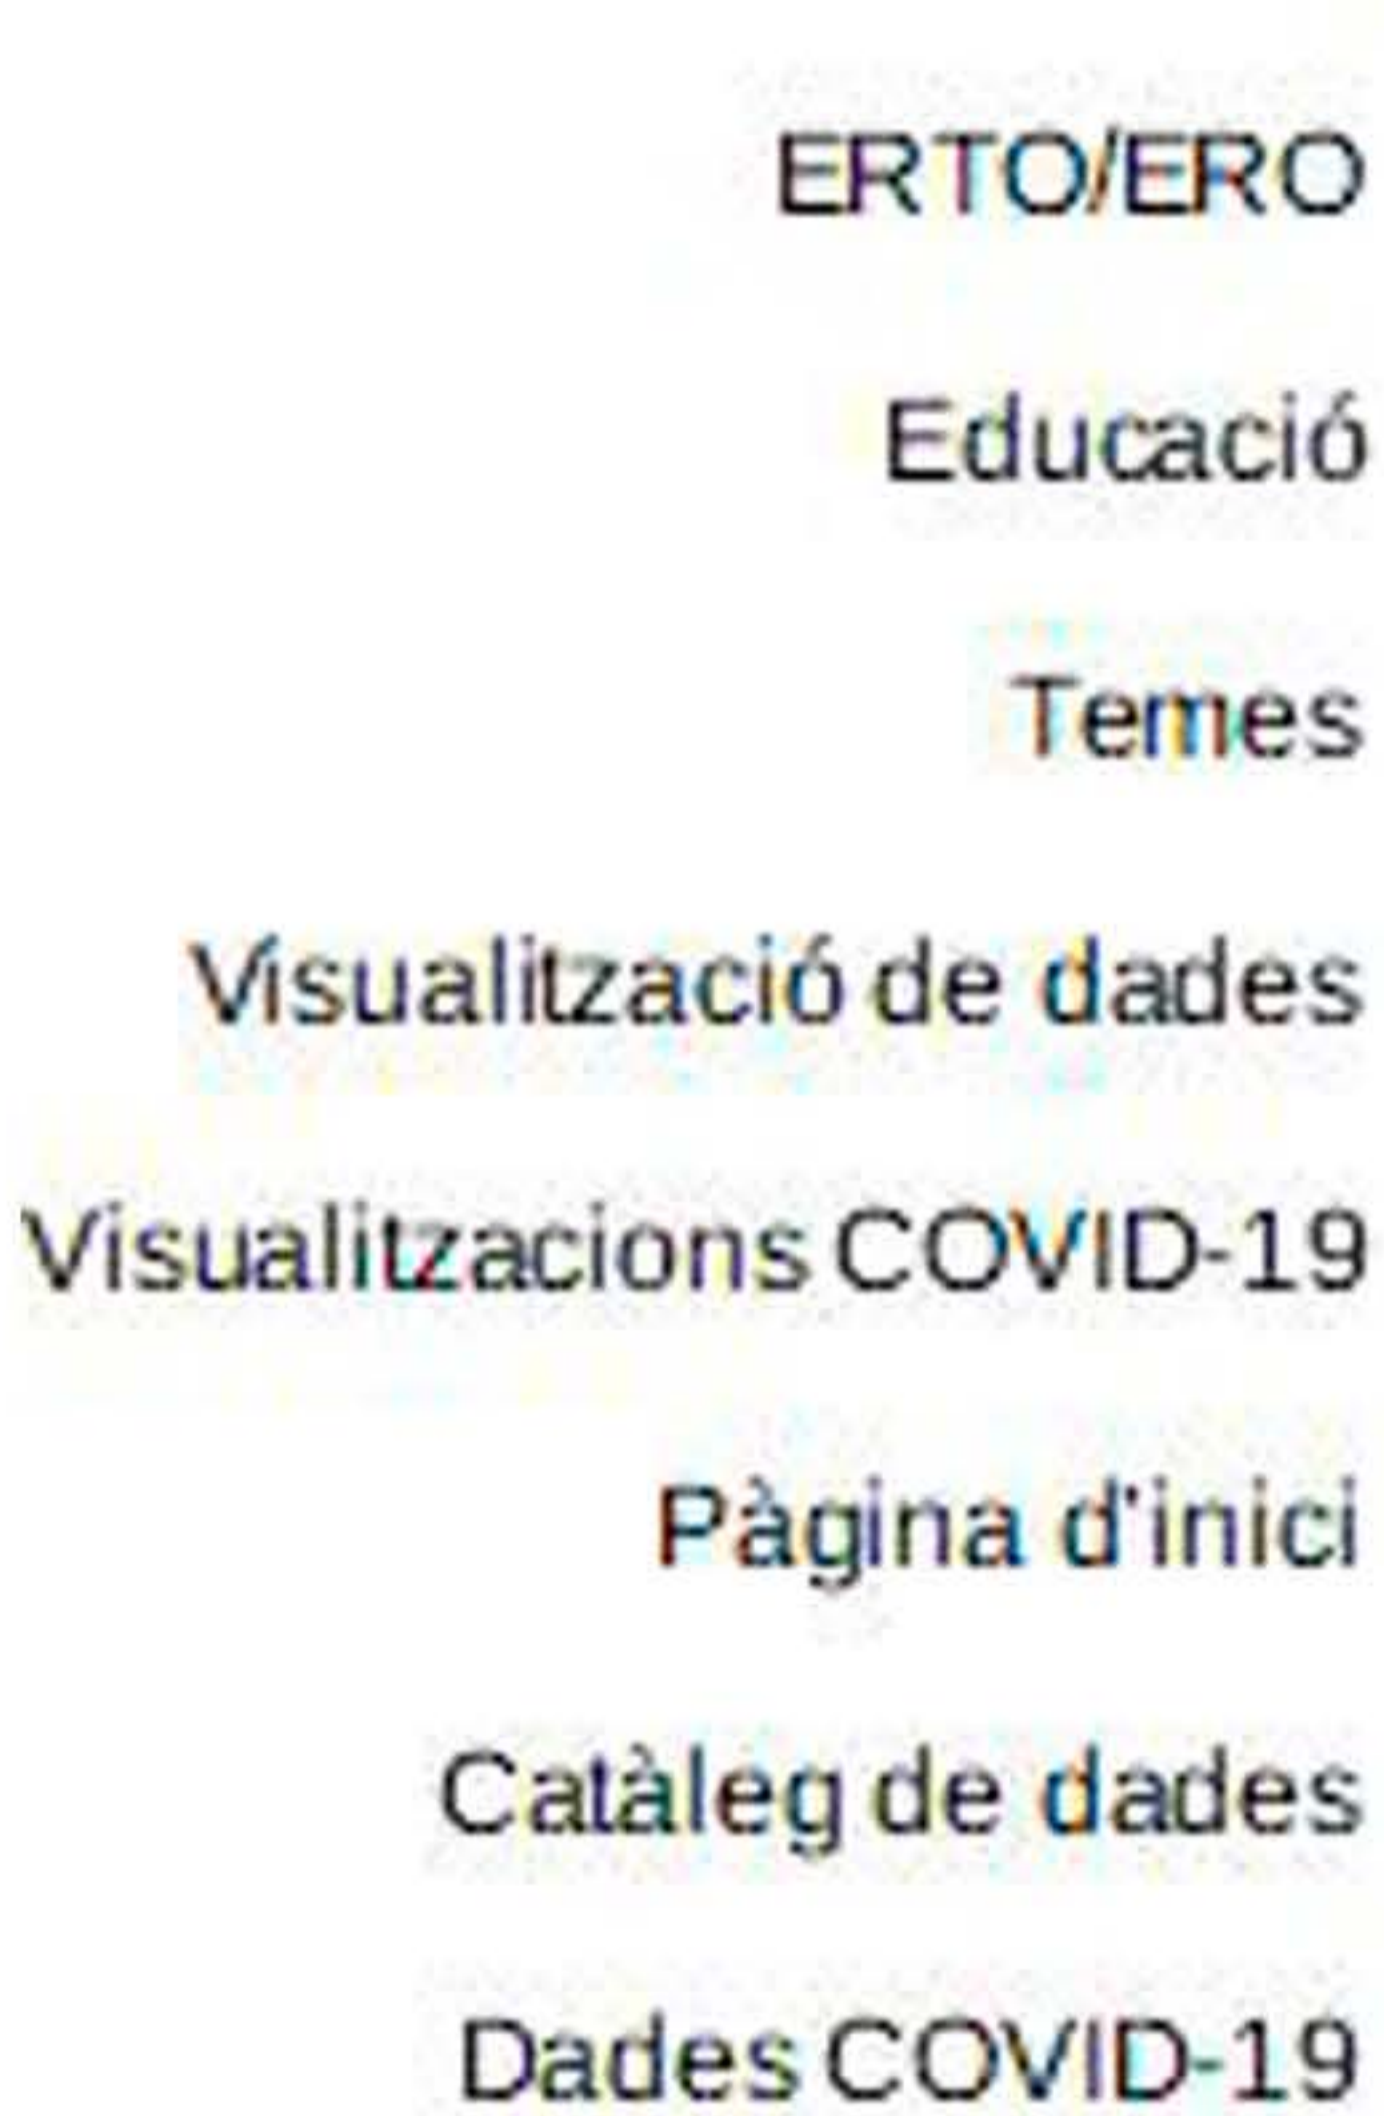 ERTO/ERO
Educació
Temes
Visualització de dades
Visualitzacions COVID-19
Pàgina d'inici
Catàleg de dades
Dades COVID-19